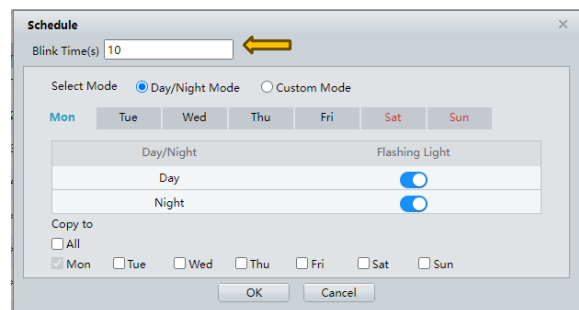 Schedule
Blink Time(s) 10
Select Mode Day/Night Mode Custom Mode
Mon Tue Wed Thu Fri Sat Sun
Day/Night Flashing Light
Day
Night
Copy to
All
Mon Tue Wed Thu Fri Sat Sun
OK Cancel